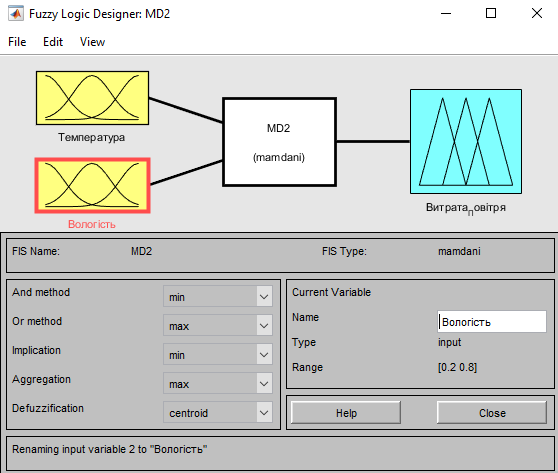 Fuzzy Logic Designer: MD2
File Edit View
Температура
Вологість
MD2
(mamdani)
Витрата_повітря
FIS Name: MD2 FIS Type: mamdani
And method min
Or method max
Implication min
Aggregation max
Defuzzification centroid
Current Variable
Name Вологість
Type input
Range [0.2 0.8]
Help Close
Renaming input variable 2 to "Вологість"